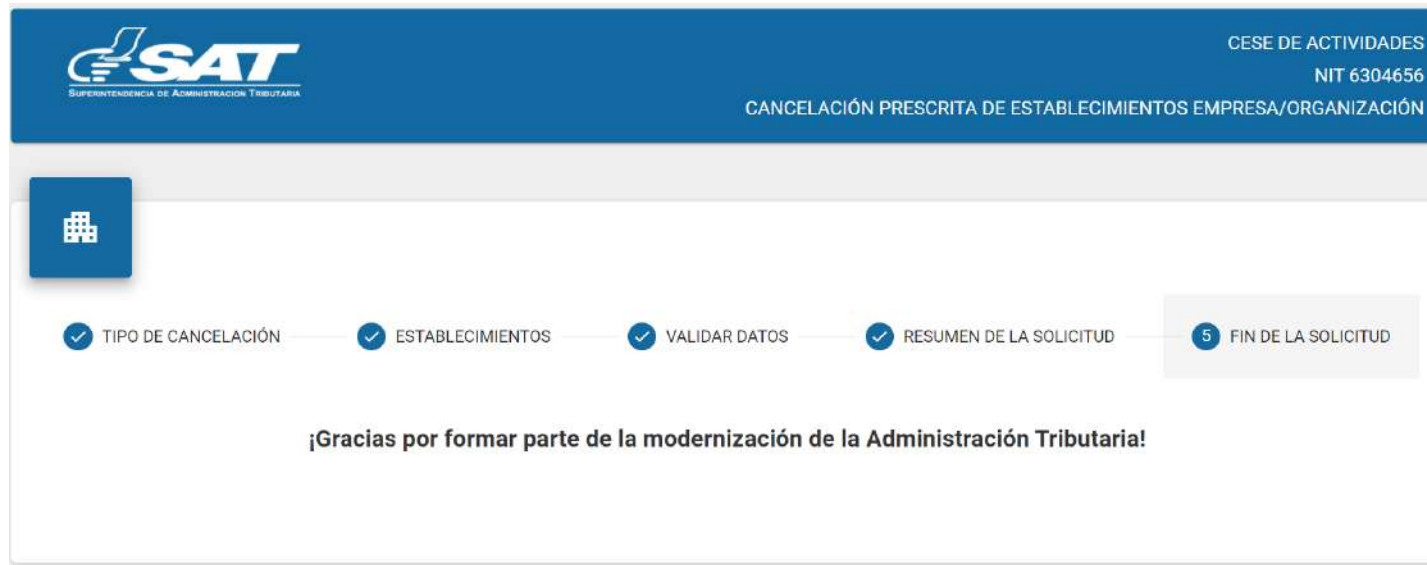 SAT
SUPERINTENDENCIA DE ADMINISTRACION TRIBUTARIA
CESE DE ACTIVIDADES
NIT 6304656
CANCELACIÓN PRESCRITA DE ESTABLECIMIENTOS EMPRESA/ORGANIZACIÓN
TIPO DE CANCELACIÓN ESTABLECIMIENTOS VALIDAR DATOS RESUMEN DE LA SOLICITUD 5 FIN DE LA SOLICITUD
¡Gracias por formar parte de la modernización de la Administración Tributaria!